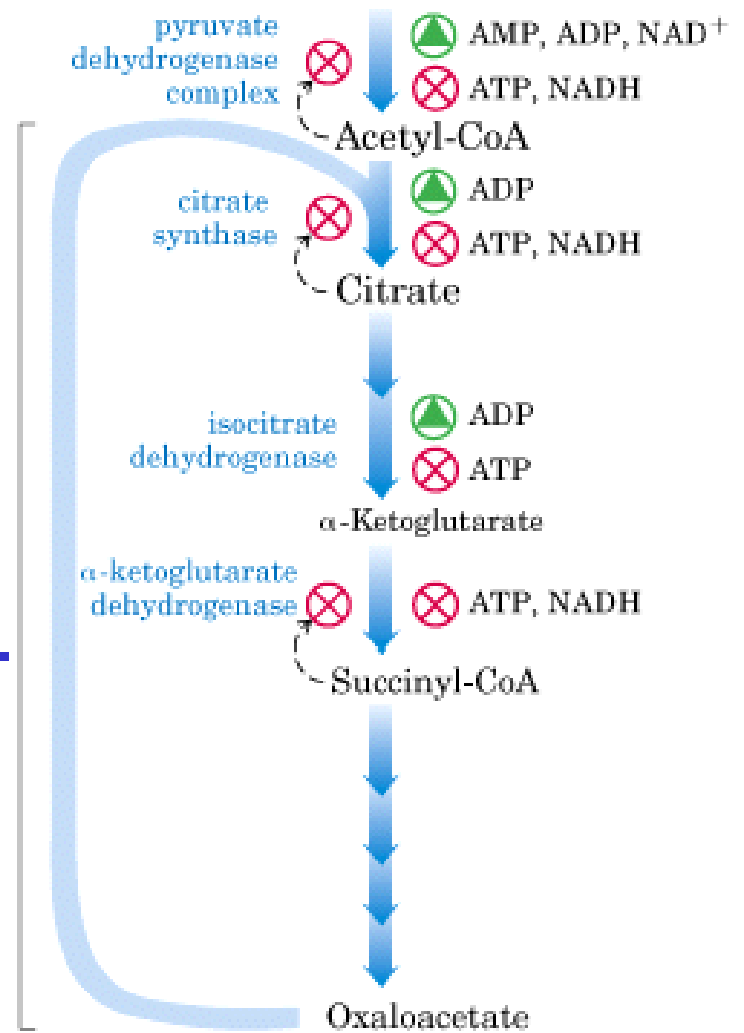 pyruvate
dehydrogenase
complex
AMP, ADP, NAD⁺
ATP, NADH
Acetyl-CoA
citrate
synthase
ADP
ATP, NADH
Citrate
isocitrate
dehydrogenase
ADP
ATP
α-Ketoglutarate
α-ketoglutarate
dehydrogenase
ATP, NADH
Succinyl-CoA
Oxaloacetate